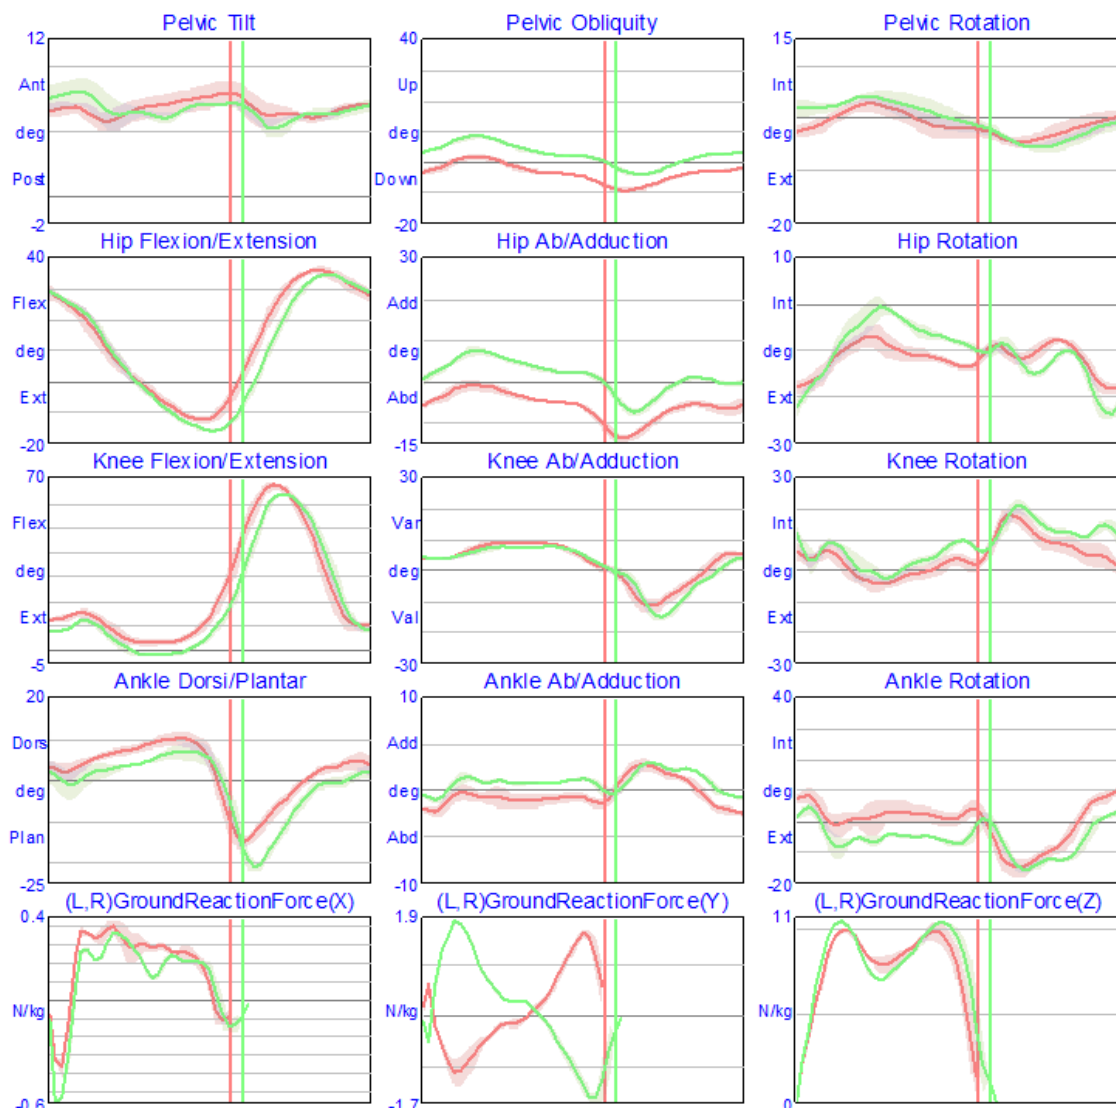 Pelvic Tilt Pelvic Obliquity Pelvic Rotation
12 40 15
Ant Up Int
deg deg deg
Post Down Ext
-2 -20 -20
Hip Flexion/Extension Hip Ab/Adduction Hip Rotation
40 30 10
Flex Add Int
deg deg deg
Ext Abd Ext
-20 -15 -30
Knee Flexion/Extension Knee Ab/Adduction Knee Rotation
70 30 30
Flex Var Int
deg deg deg
Ext Val Ext
-5 -30 -30
Ankle Dorsi/Plantar Ankle Ab/Adduction Ankle Rotation
20 10 40
Dors Add Int
deg deg deg
Plan Abd Ext
-25 -10 -20
(L,R)GroundReactionForce(X) (L,R)GroundReactionForce(Y) (L,R)GroundReactionForce(Z)
0.4 1.9 11
N/kg N/kg N/kg
-0.6 -1.7 0